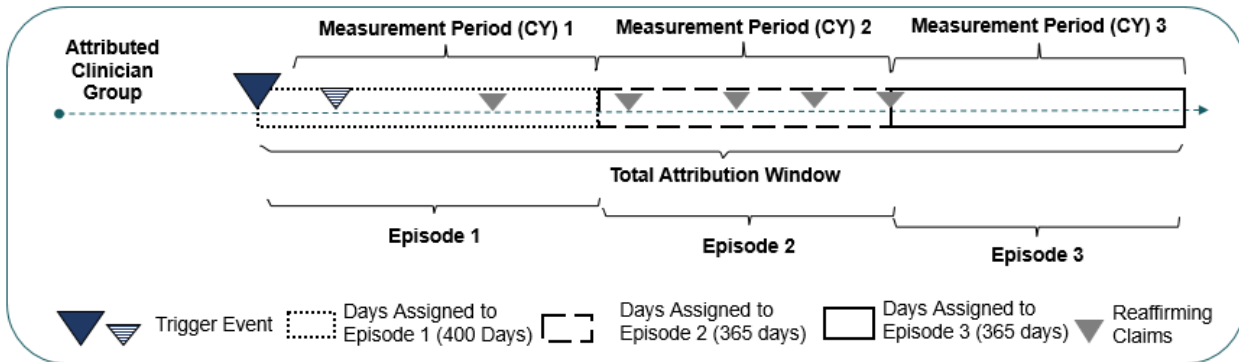 Measurement Period (CY) 1
Measurement Period (CY) 2
Measurement Period (CY) 3
Attributed
Clinician
Group
Total Attribution Window
Episode 1
Episode 2
Episode 3
Trigger Event
Days Assigned to
Episode 1 (400 Days)
Days Assigned to
Episode 2 (365 days)
Days Assigned to
Episode 3 (365 days)
Reaffirming
Claims